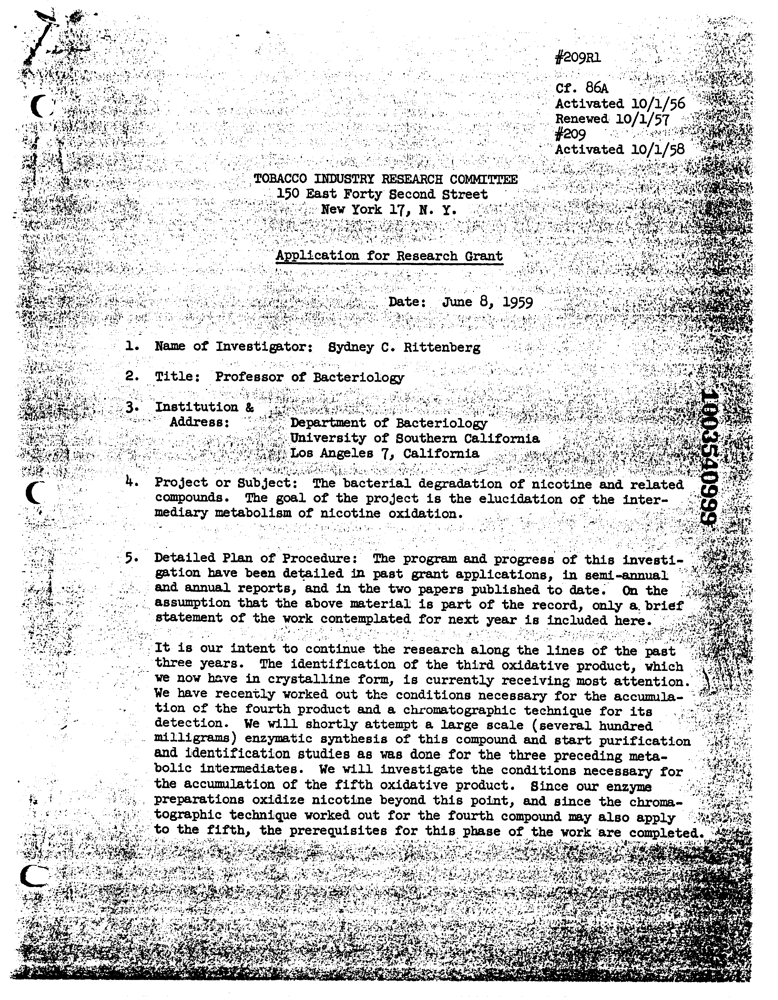 #209R1
Cf. 86A
Activated 10/1/56
Renewed 10/1/57
#209
Activated 10/1/58
TOBACCO INDUSTRY RESEARCH COMMITTEE
150 East Forty Second Street
New York 17, N. Y.
Application for Research Grant
Date: June 8, 1959
1. Name of Investigator: Sydney C. Rittenberg
2. Title: Professor of Bacteriology
3. Institution &
Address: Department of Bacteriology
University of Southern California
Los Angeles 7, California
4. Project or Subject: The bacterial degradation of nicotine and related
compounds. The goal of the project is the elucidation of the inter-
mediary metabolism of nicotine oxidation.
5. Detailed Plan of Procedure: The program and progress of this investi-
gation have been detailed in past grant applications, in semi-annual
and annual reports, and in the two papers published to date. On the
assumption that the above material is part of the record, only a brief
statement of the work contemplated for next year is included here.
It is our intent to continue the research along the lines of the past
three years. The identification of the third oxidative product, which
we now have in crystalline form, is currently receiving most attention.
We have recently worked out the conditions necessary for the accumula-
tion of the fourth product and a chromatographic technique for its
detection. We will shortly attempt a large scale (several hundred
milligrams) enzymatic synthesis of this compound and start purification
and identification studies as was done for the three preceding meta-
bolic intermediates. We will investigate the conditions necessary for
the accumulation of the fifth oxidative product. Since our enzyme
preparations oxidize nicotine beyond this point, and since the chroma-
tographic technique worked out for the fourth compound may also apply
to the fifth, the prerequisites for this phase of the work are completed.
1003540999